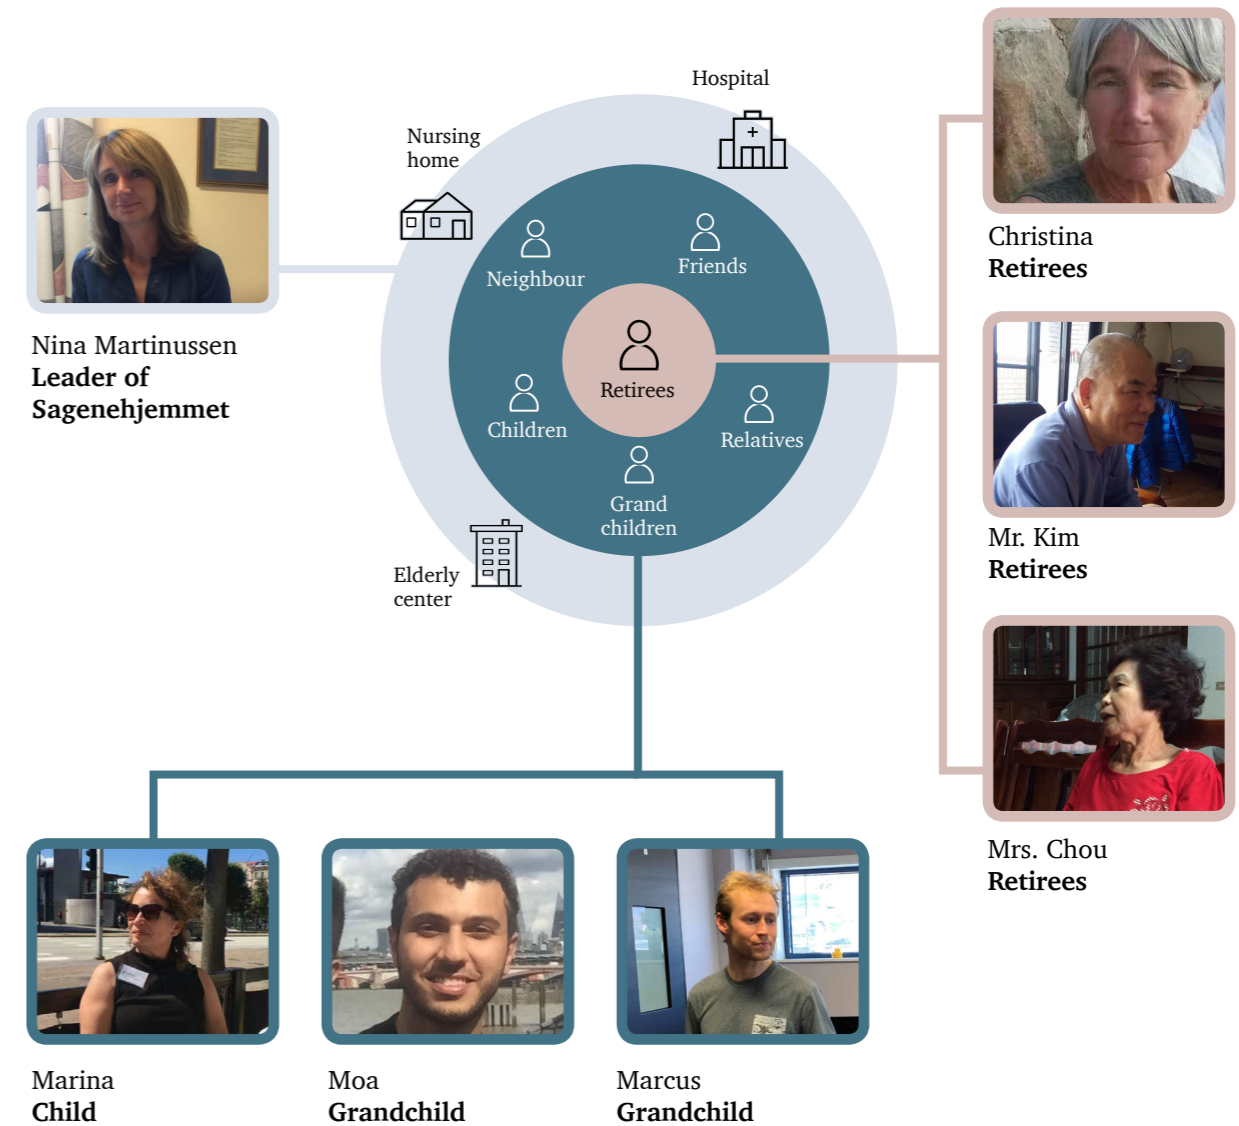 Hospital
Nursing
home
Neighbour
Friends
Retirees
Children
Relatives
Grand
children
Elderly
center
Nina Martinussen
Leader of
Sagenehjemmet
Christina
Retirees
Mr. Kim
Retirees
Mrs. Chou
Retirees
Marina
Child
Moa
Grandchild
Marcus
Grandchild